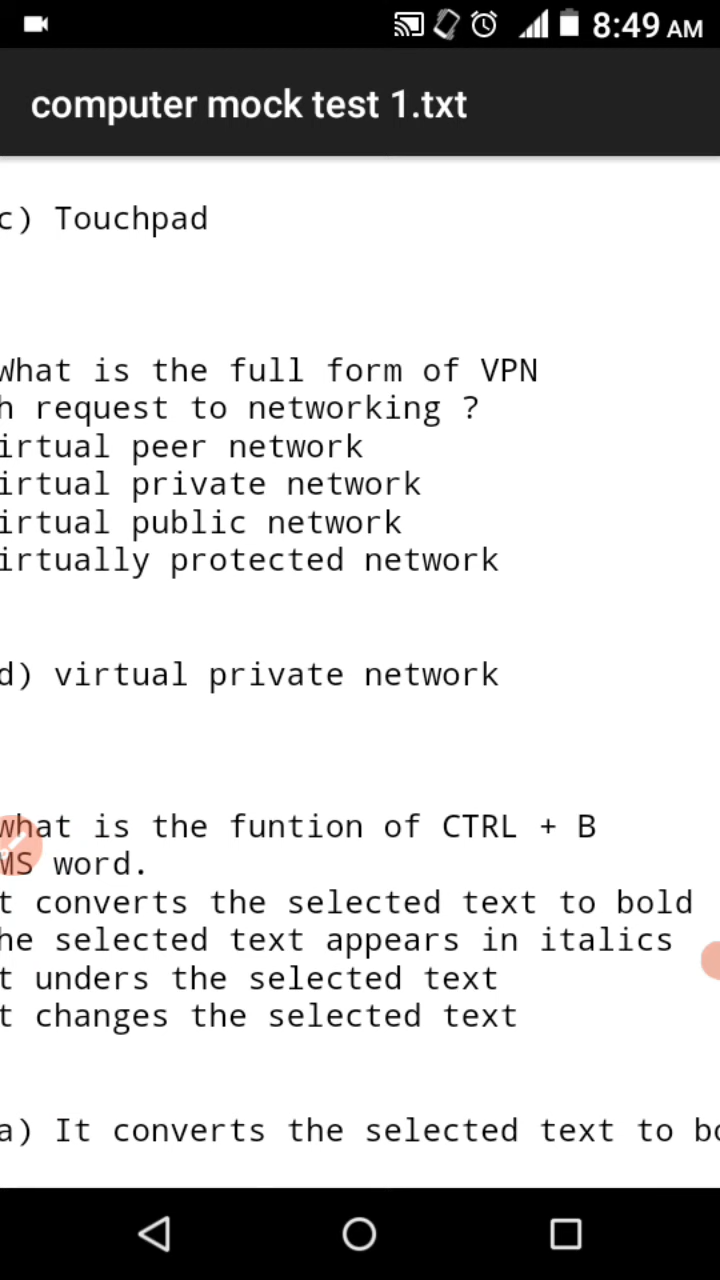 8:49 AM
computer mock test 1.txt
c) Touchpad
What is the full form of VPN
h request to networking ?
irtual peer network
irtual private network
irtual public network
irtually protected network
d) virtual private network
what is the funtion of CTRL + B
MS word.
t converts the selected text to bold
he selected text appears in italics
t unders the selected text
t changes the selected text
a) It converts the selected text to bo